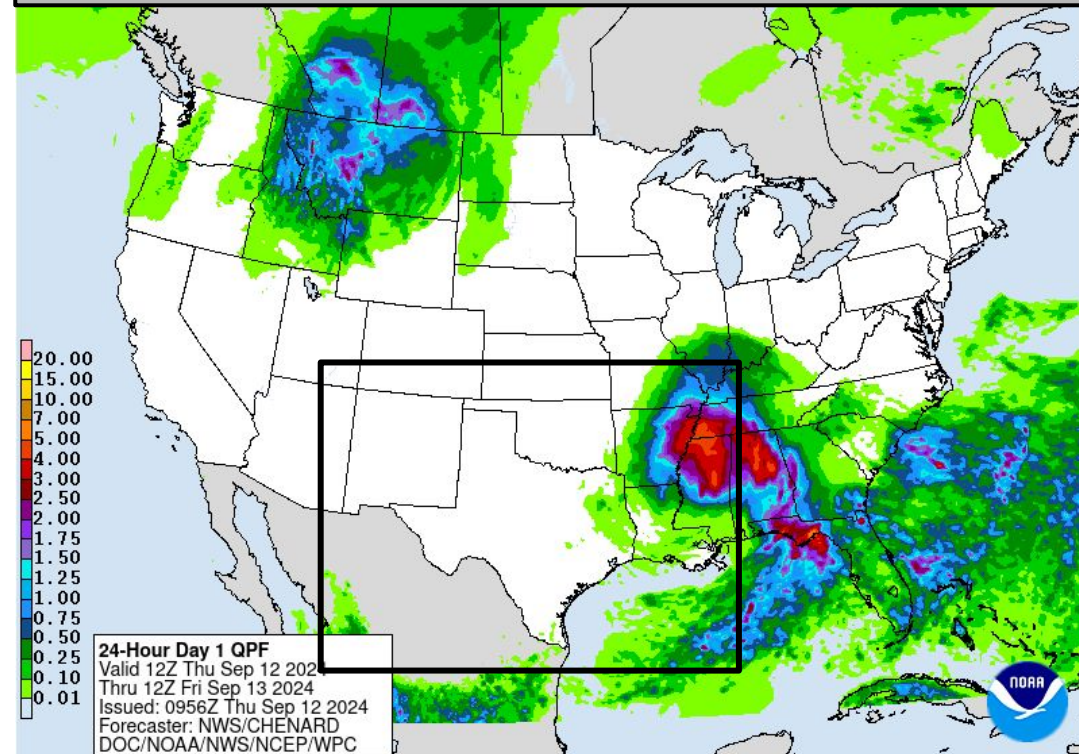 20.00
15.00
10.00
7.00
5.00
4.00
3.00
2.50
2.00
1.75
1.50
1.25
1.00
0.75
0.50
0.25
0.10
0.01
24-Hour Day 1 QPF
Valid 12Z Thu Sep 12 2024
Thru 12Z Fri Sep 13 2024
Issued: 0956Z Thu Sep 12 2024
Forecaster: NWS/CHENARD
DOC/NOAA/NWS/NCEP/WPC
NOAA